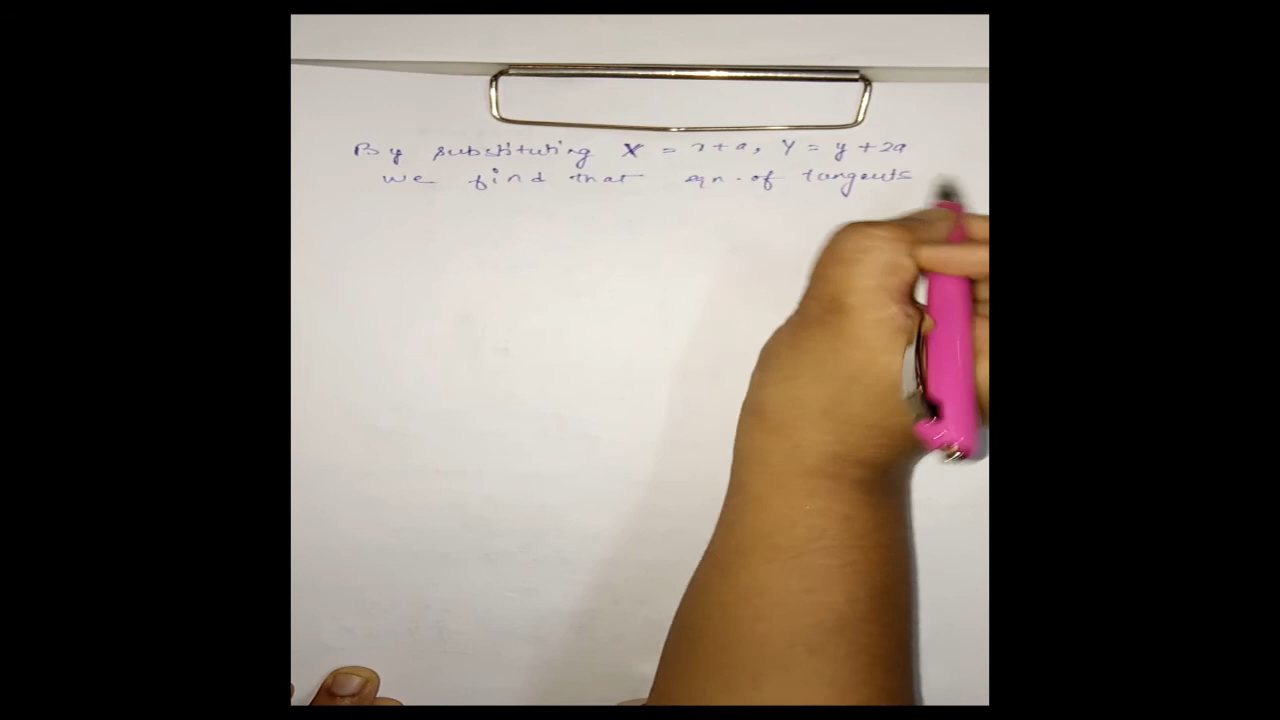 By substituting X = x+a, Y = y+2a
we find that eqn. of tangents